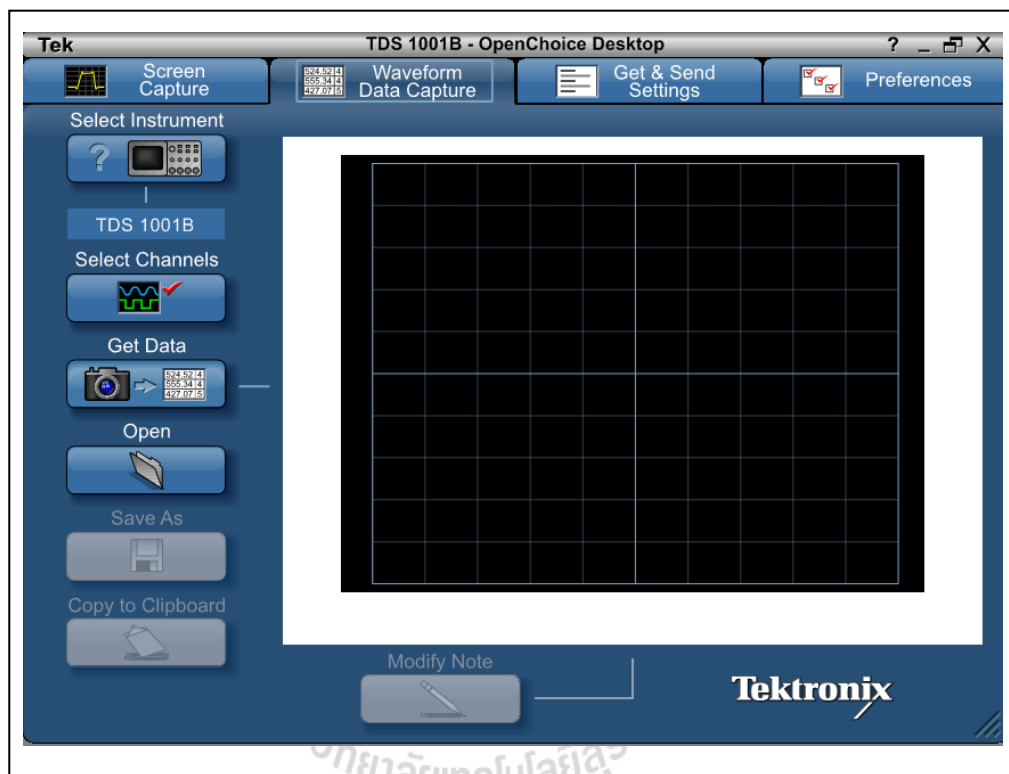 Tek TDS 1001B - OpenChoice Desktop ? _ X
Screen Capture
Waveform Data Capture
Get & Send Settings
Preferences
524.52 4
555.34 4
427.07 5
Select Instrument
?
TDS 1001B
Select Channels
Get Data
524.52 4
555.34 4
427.07 5
Open
Save As
Copy to Clipboard
Modify Note
Tektronix